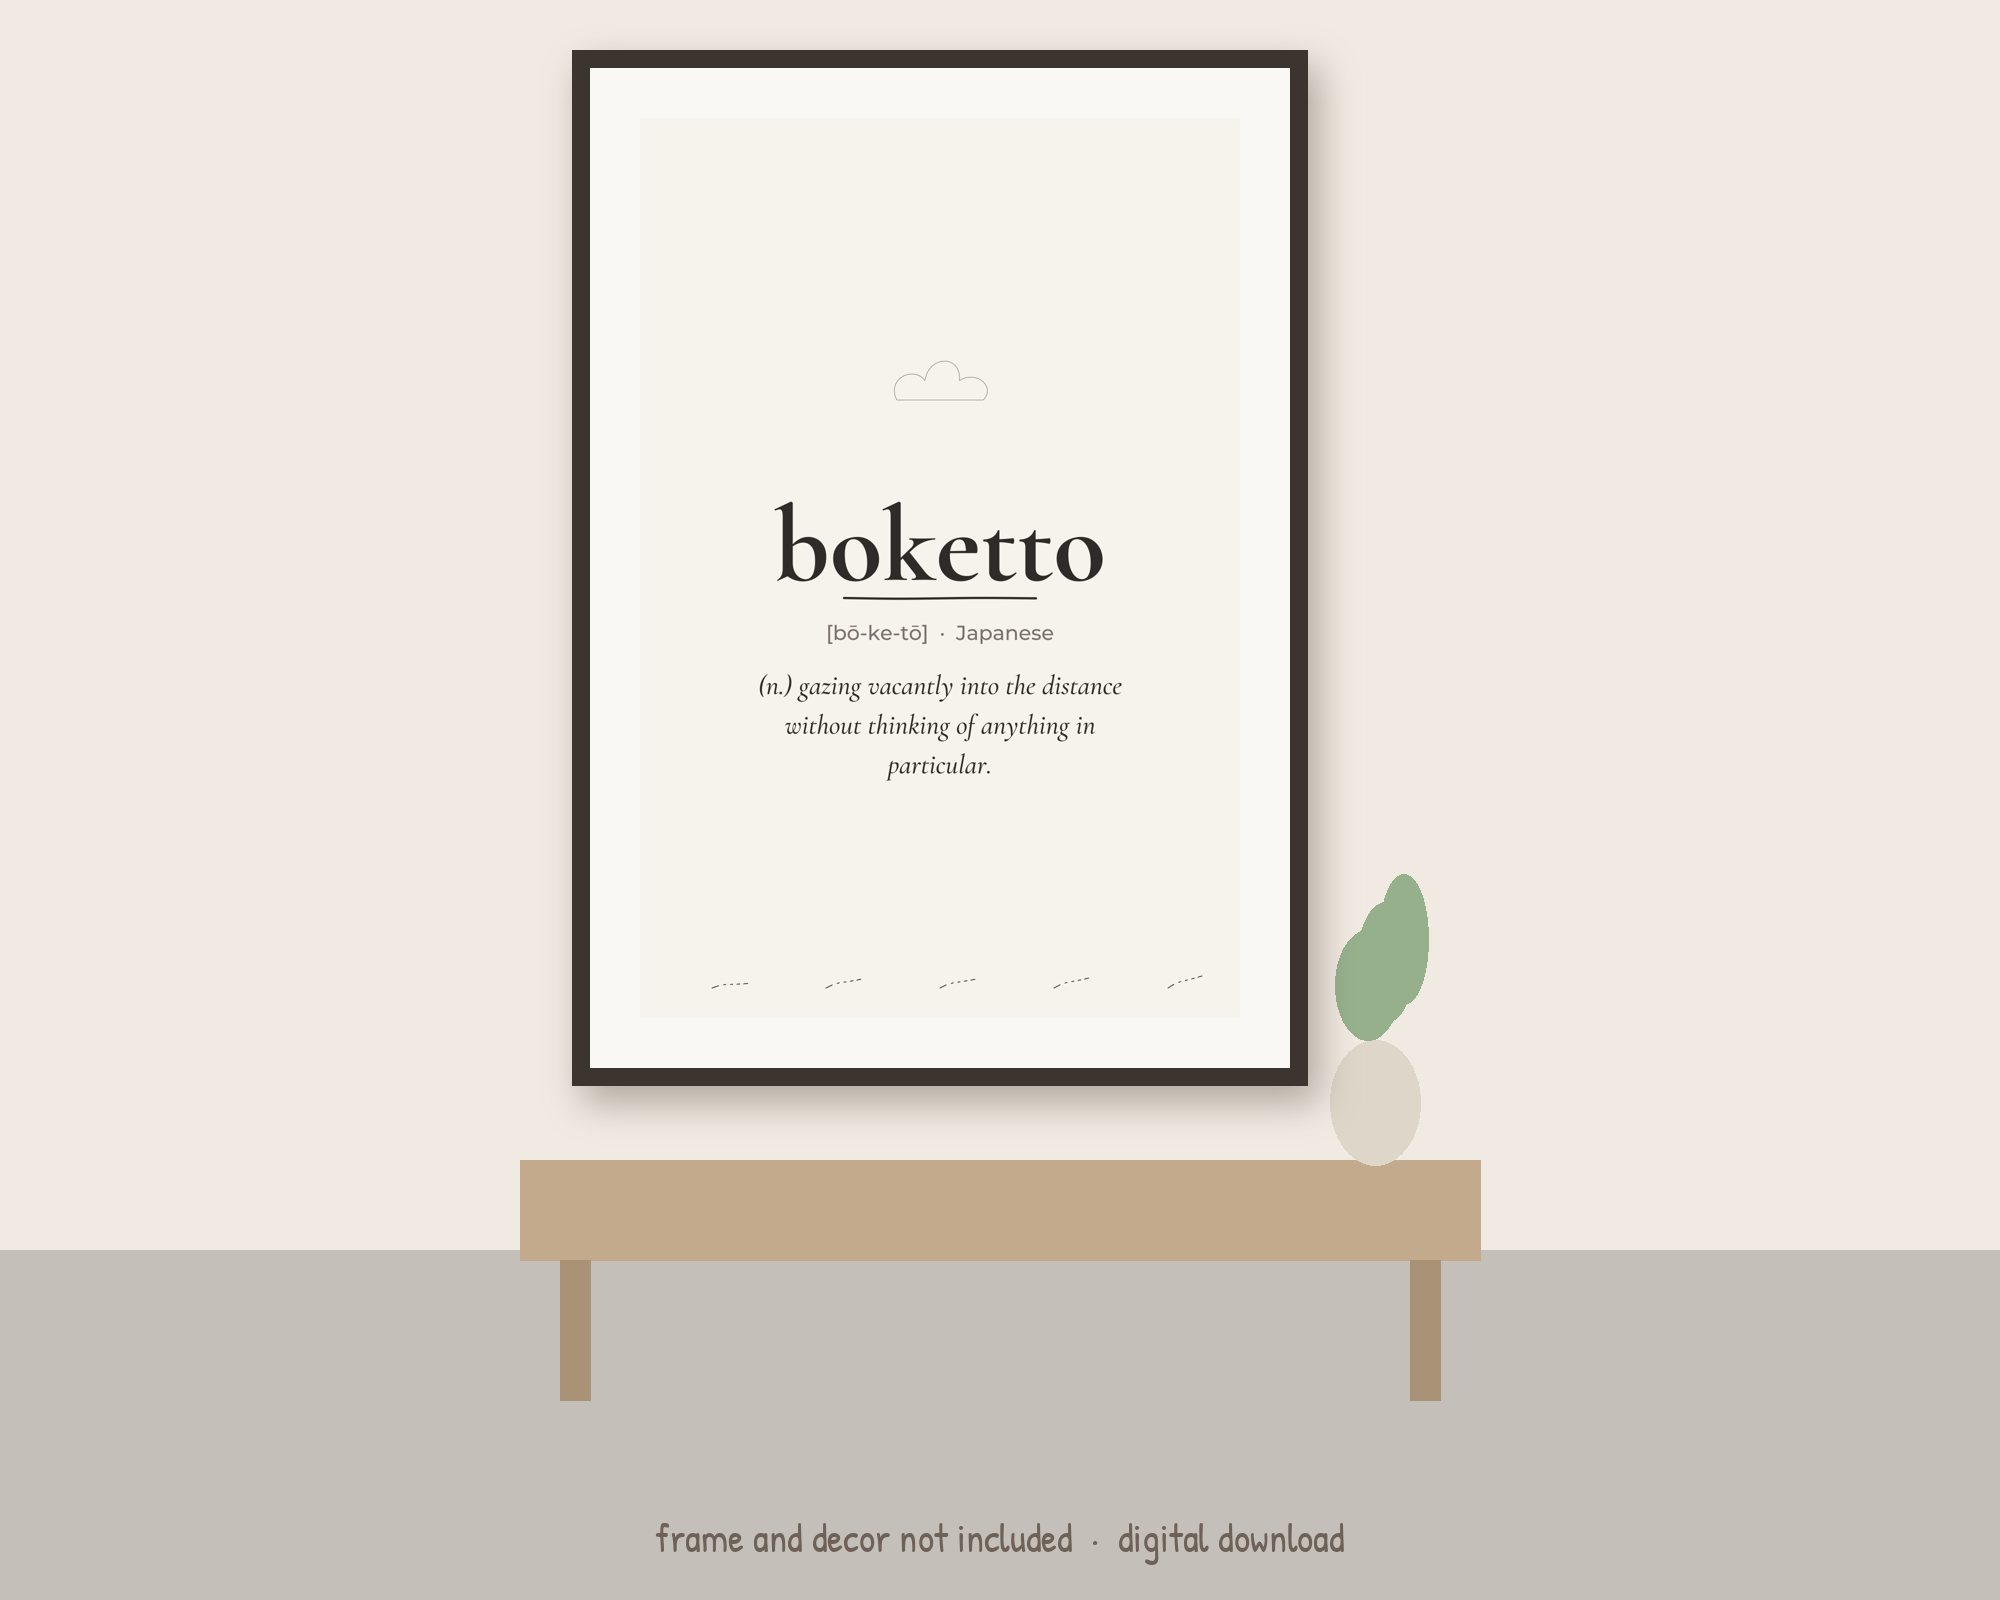 boketto
[bō-ke-tō] · Japanese
(n.) gazing vacantly into the distance
without thinking of anything in
particular.
frame and decor not included · digital download